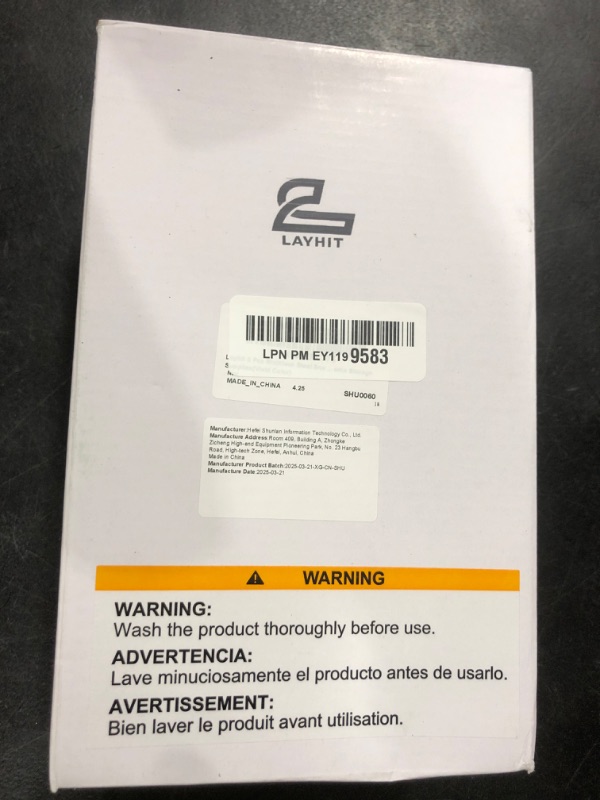 LAYHIT
LPN PM EY119 9583
MADE_IN_CHINA 4.25
SHU0060
Manufacturer:Hefei Shunian Information Technology Co., Ltd.
Manufacture Address:Room 409, Building A, Zhongke
Zicheng High-end Equipment Pioneering Park, No. 23 Hangbu
Road, High-tech Zone, Hefei, Anhui, China
Made in China
Manufacturer Product Batch:2025-03-21-XG-CN-SHU
Manufacture Date:2025-03-21
WARNING
WARNING:
Wash the product thoroughly before use.
ADVERTENCIA:
Lave minuciosamente el producto antes de usarlo.
AVERTISSEMENT:
Bien laver le produit avant utilisation.